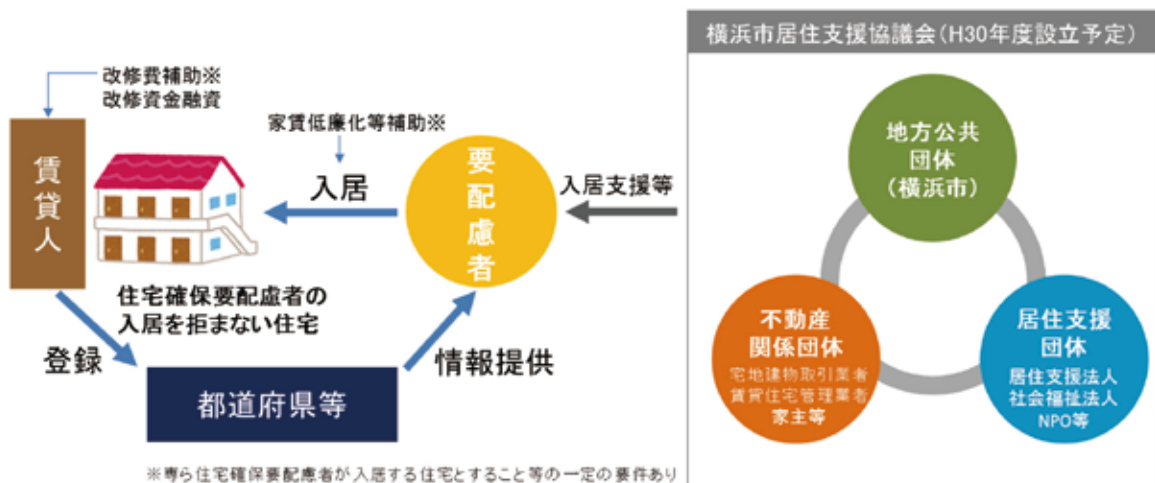 改修費補助※
改修資金融資
賃貸人
家賃低廉化等補助※
入居
要配慮者
入居支援等
住宅確保要配慮者の
入居を拒まない住宅
登録
都道府県等
情報提供
※専ら住宅確保要配慮者が入居する住宅とすること等の一定の要件あり
横浜市居住支援協議会(H30年度設立予定)
地方公共
団体
(横浜市)
不動産
関係団体
宅地建物取引業者
賃貸住宅管理業者
家主等
居住支援
団体
居住支援法人
社会福祉法人
NPO等